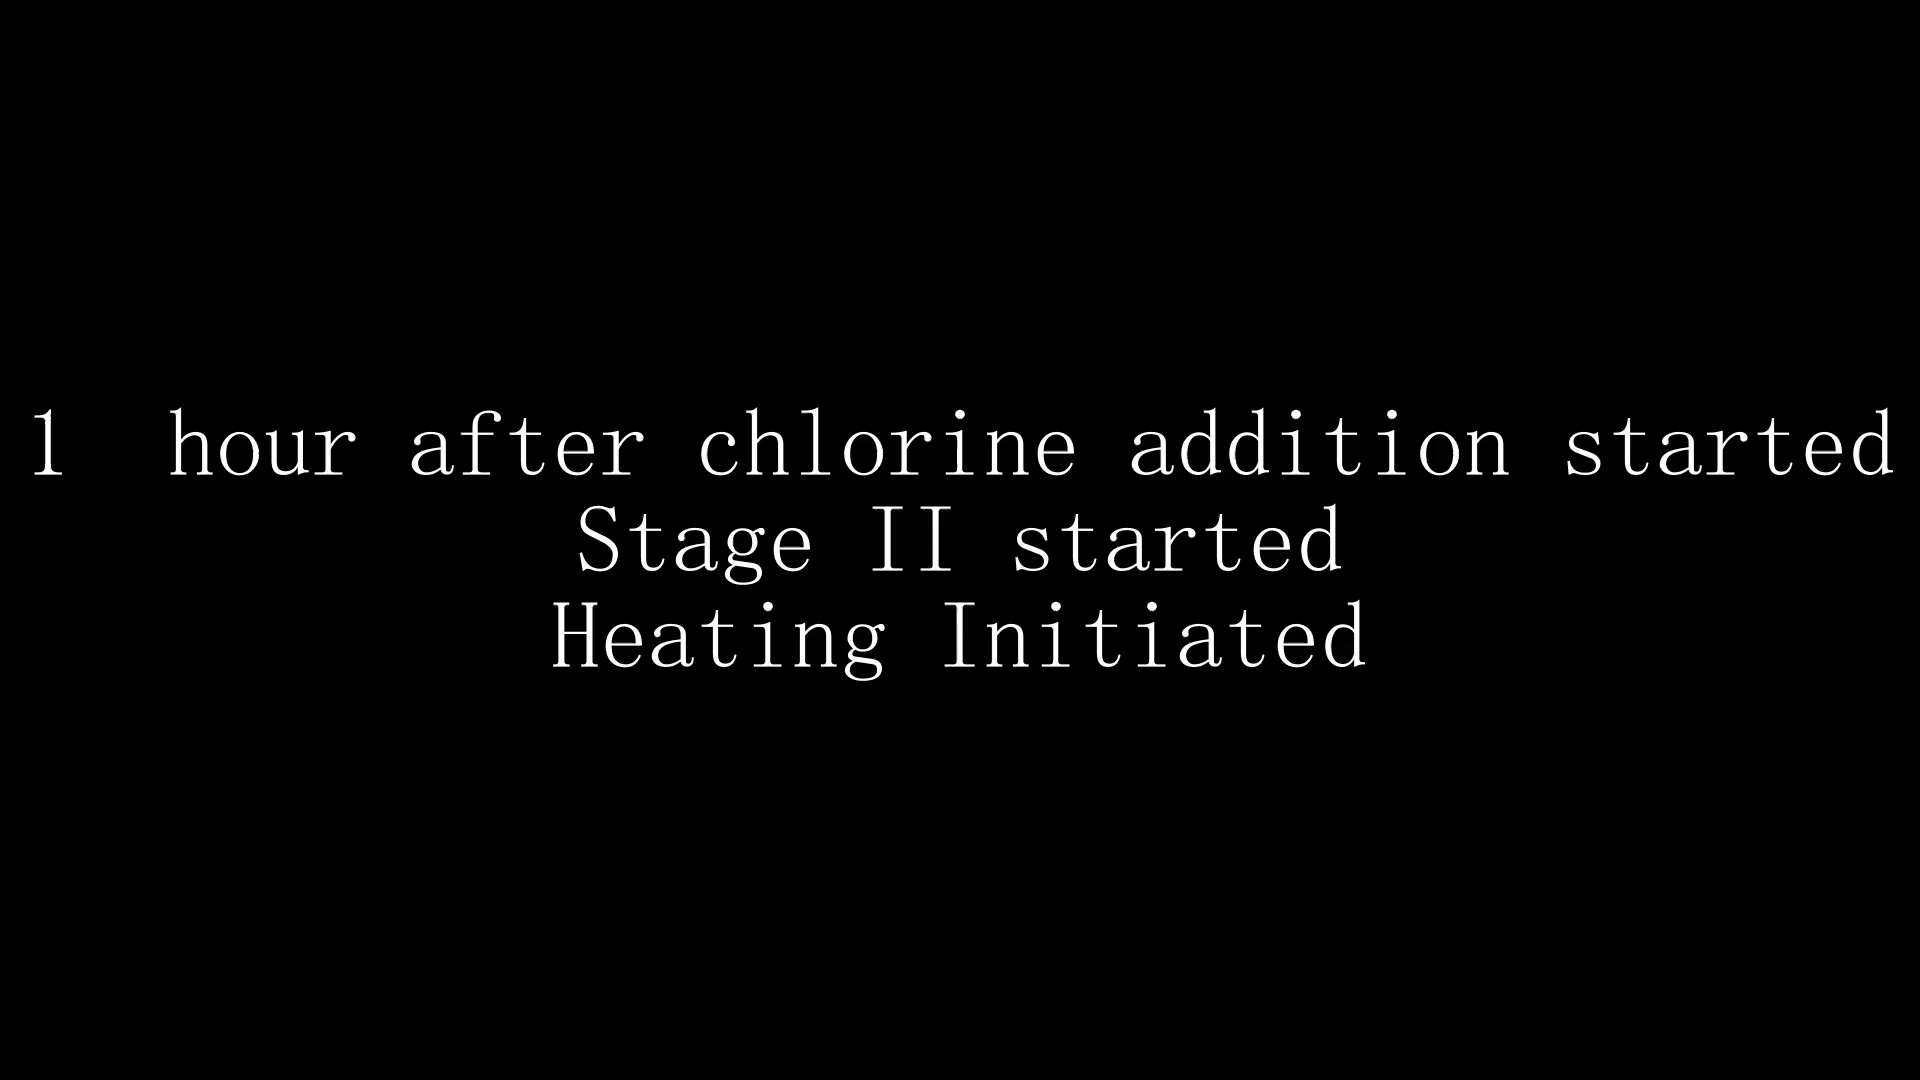 1  hour after chlorine addition started
Stage II started
Heating Initiated